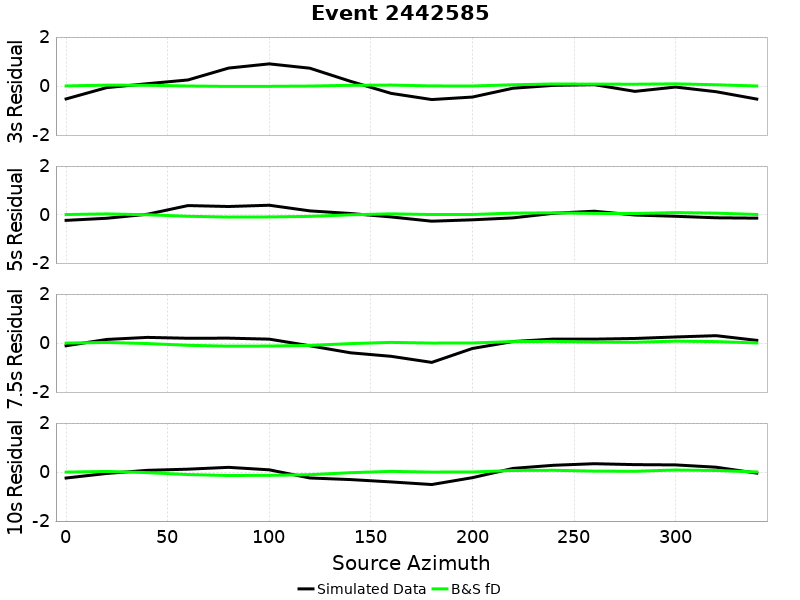 Event 2442585
3s Residual
2
0
-2
5s Residual
2
0
-2
7.5s Residual
2
0
-2
10s Residual
2
0
-2
0 50 100 150 200 250 300
Source Azimuth
Simulated Data B&S fD